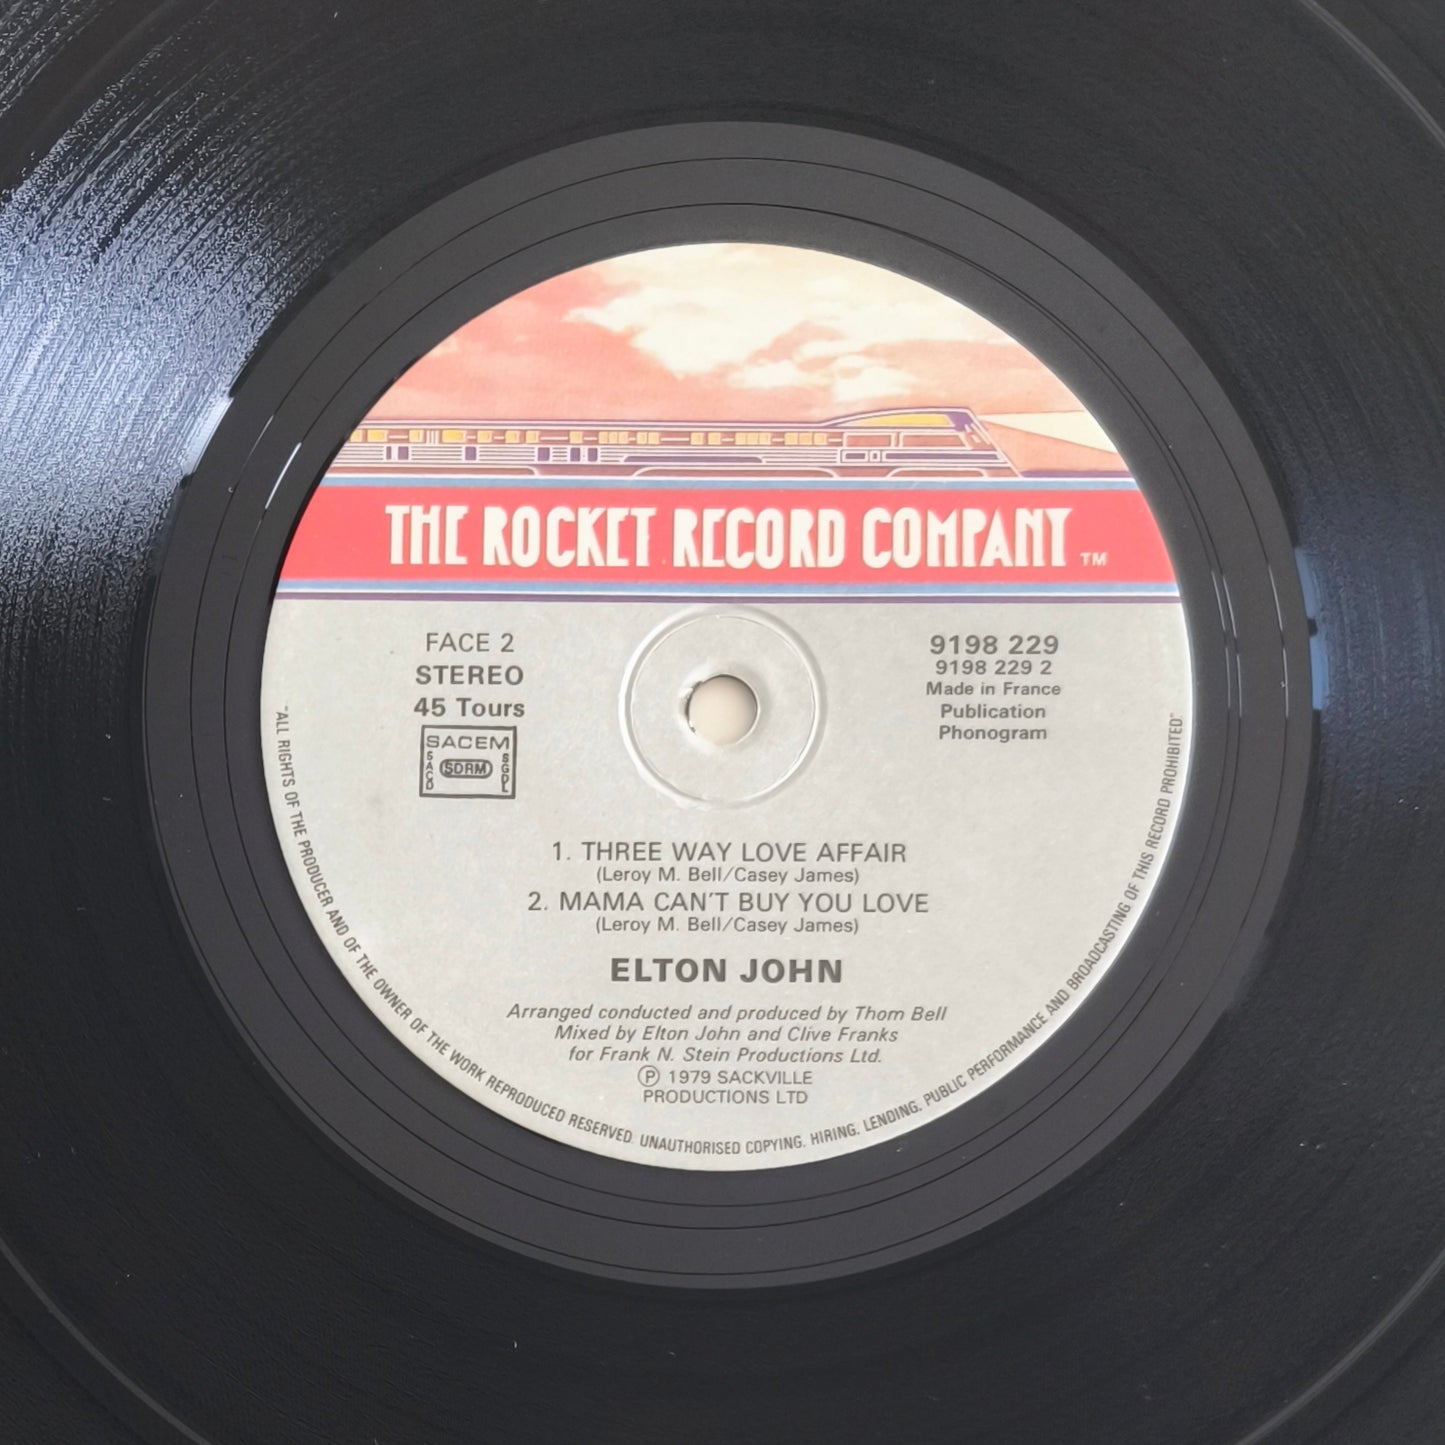 THE ROCKET RECORD COMPANY TM
FACE 2
STEREO
45 Tours
SACEM
SACD
SDRM
SGDL
9198 229
9198 229 2
Made in France
Publication
Phonogram
1. THREE WAY LOVE AFFAIR
(Leroy M. Bell/Casey James)
2. MAMA CAN'T BUY YOU LOVE
(Leroy M. Bell/Casey James)
ELTON JOHN
Arranged conducted and produced by Thom Bell
Mixed by Elton John and Clive Franks
for Frank N. Stein Productions Ltd.
Ⓟ 1979 SACKVILLE
PRODUCTIONS LTD
"ALL RIGHTS OF THE PRODUCER AND OF THE OWNER OF THE WORK REPRODUCED RESERVED. UNAUTHORISED COPYING, HIRING, LENDING, PUBLIC PERFORMANCE AND BROADCASTING OF THIS RECORD PROHIBITED"